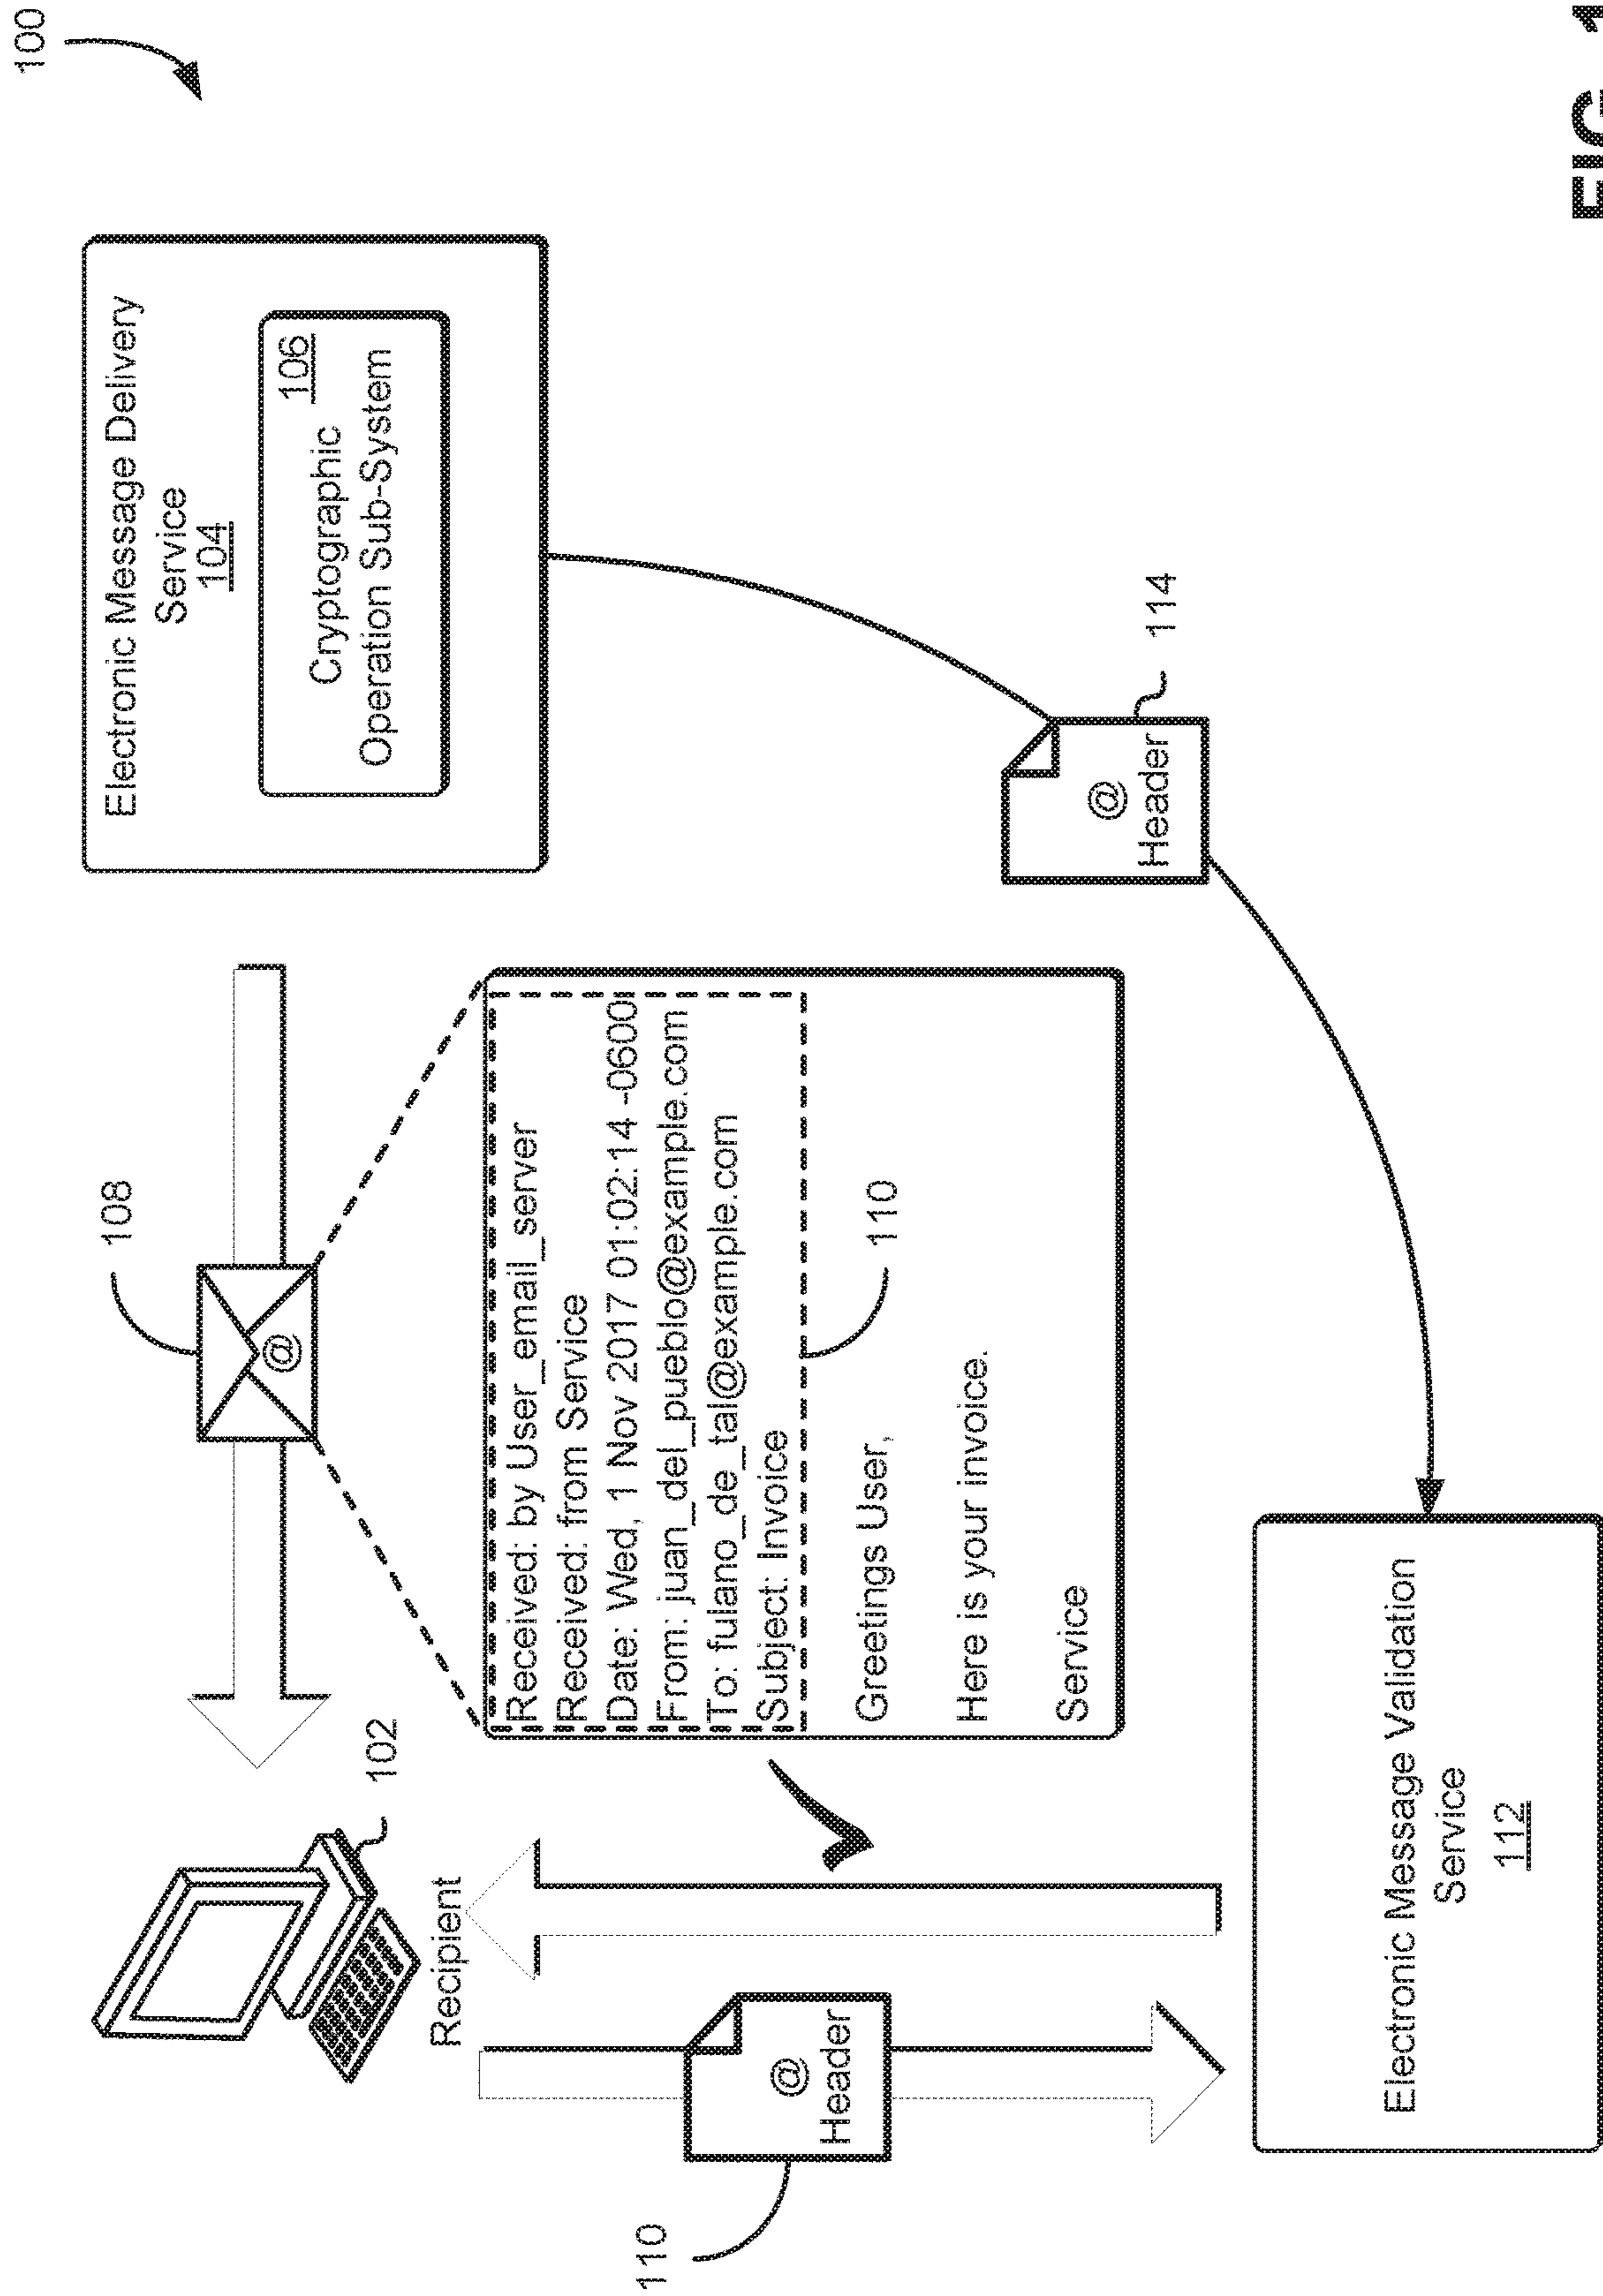 100
Electronic Message Delivery
Service
104
106
Cryptographic
Operation Sub-System
108
@
102
Recipient
Received: by User_email_server
Received: from Service
Date: Wed, 1 Nov 2017 01:02:14 -0600
From: juan_del_pueblo@example.com
To: fulano_de_tal@example.com
Subject: Invoice
110
Greetings User,
Here is your invoice.
Service
110
@
Header
114
@
Header
Electronic Message Validation
Service
112
FIG. 1